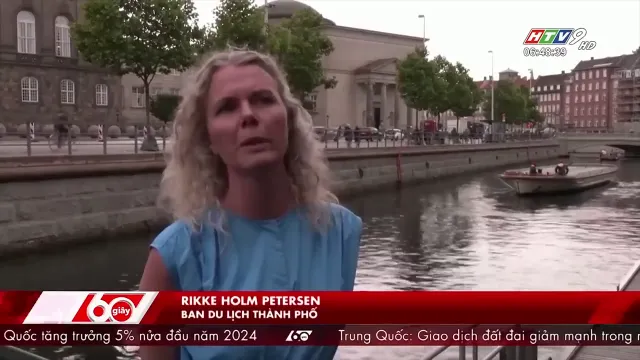 HTV9 HD
06:48:39
RIKKE HOLM PETERSEN
60 giây
BAN DU LỊCH THÀNH PHỐ
Quốc tăng trưởng 5% nửa đầu năm 2024 60 Trung Quốc: Giao dịch đất đai giảm mạnh trong